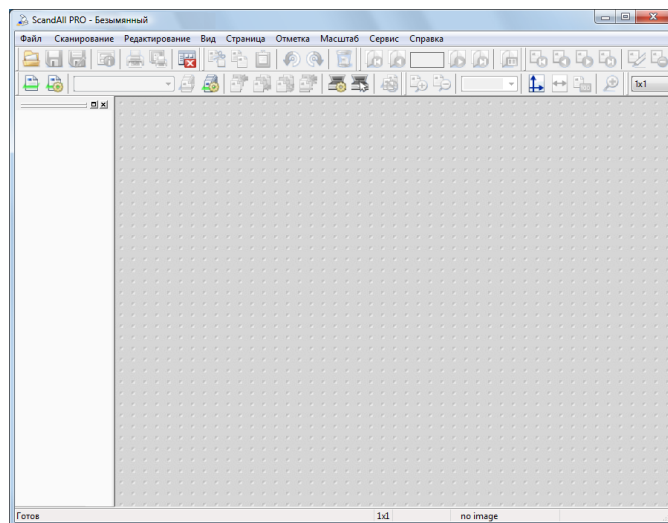 ScandAll PRO - Безымянный
Файл Сканирование Редактирование Вид Страница Отметка Масштаб Сервис Справка
1x1
Готов 1x1 no image